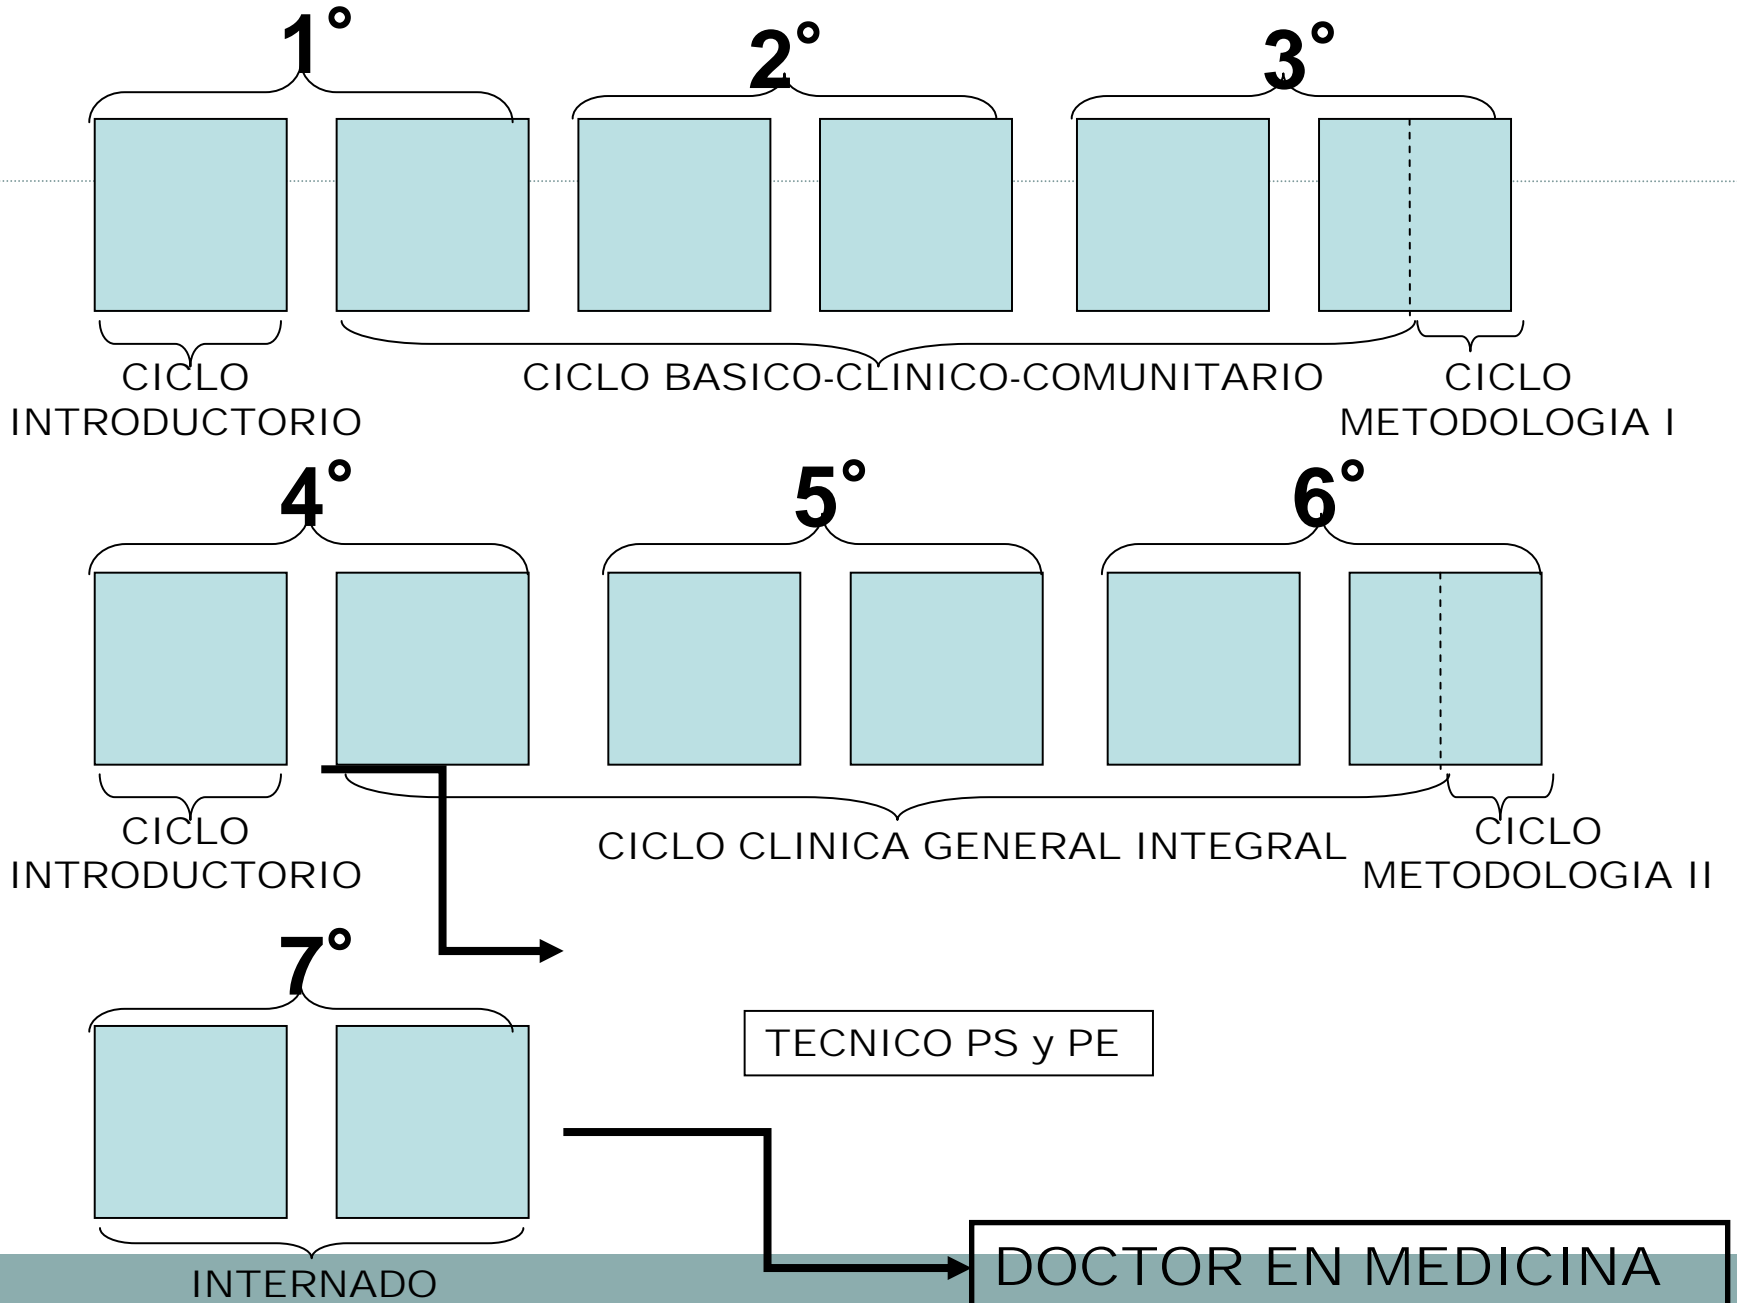 1°
2°
3°
CICLO
INTRODUCTORIO
CICLO BASICO-CLINICO-COMUNITARIO
CICLO
METODOLOGIA I
4°
5°
6°
CICLO
INTRODUCTORIO
CICLO CLINICA GENERAL INTEGRAL
CICLO
METODOLOGIA II
7°
TECNICO PS y PE
INTERNADO
DOCTOR EN MEDICINA